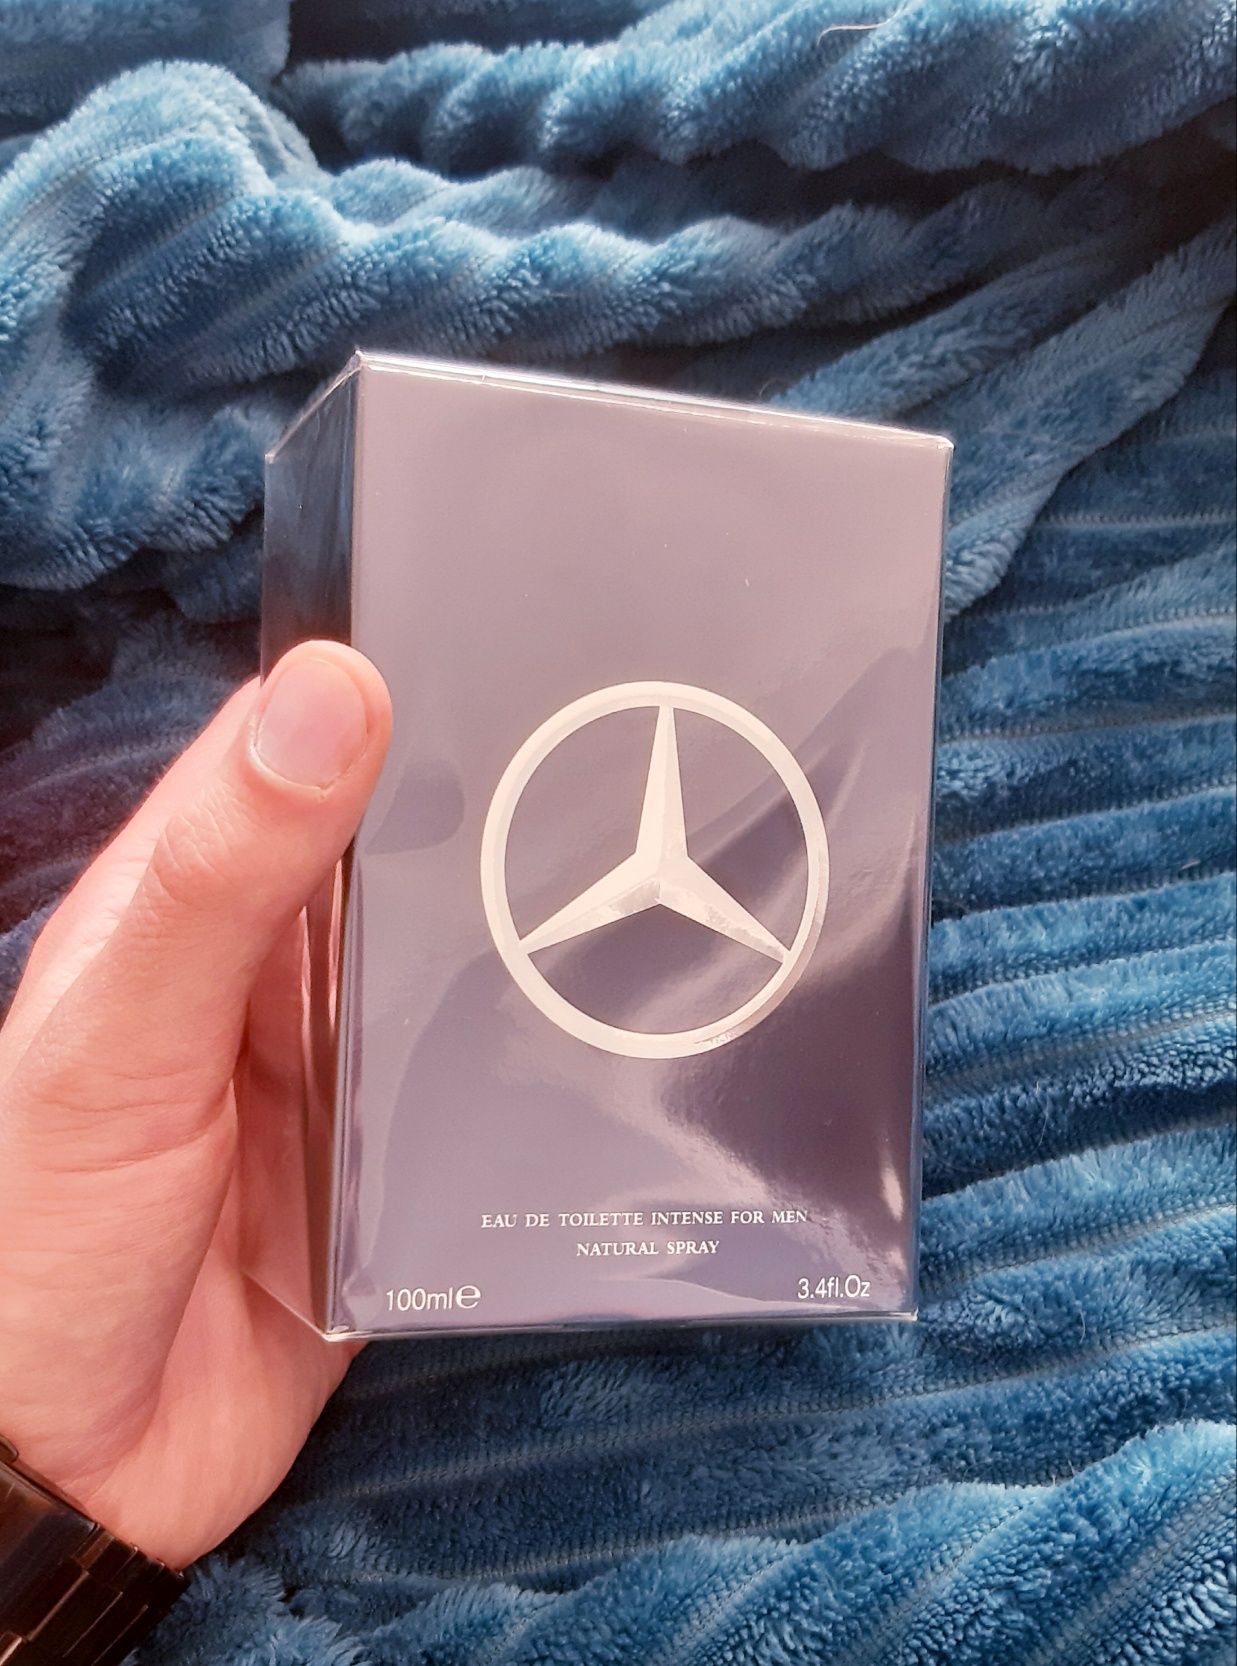 EAU DE TOILETTE INTENSE FOR MEN
NATURAL SPRAY
100ml℮ 3.4fl.Oz